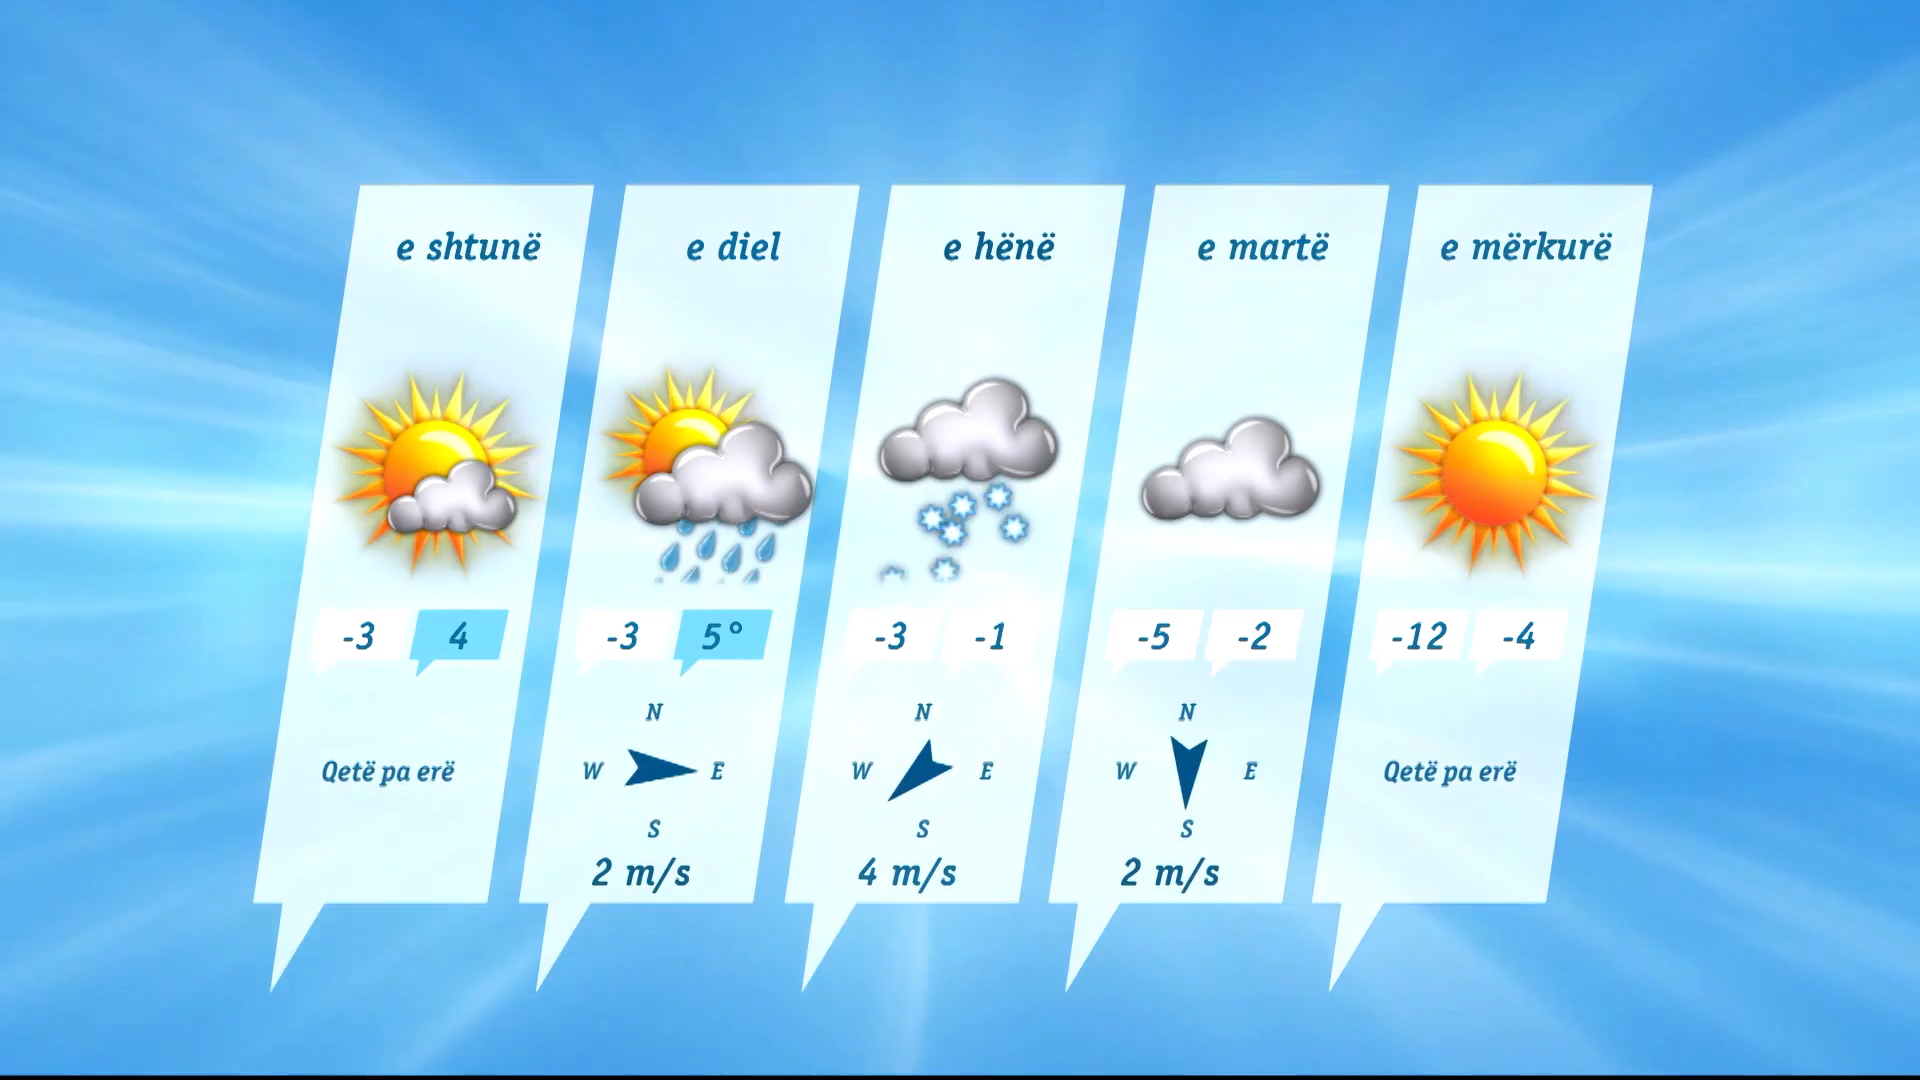 e shtunë
-3 4
Qetë pa erë
e diel
-3 5°
N
W E
S
2 m/s
e hënë
-3 -1
N
W E
S
4 m/s
e martë
-5 -2
N
W E
S
2 m/s
e mërkurë
-12 -4
Qetë pa erë